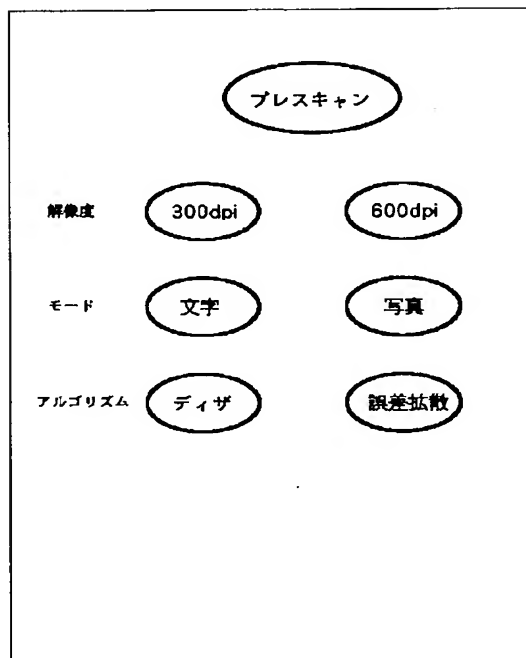 プレスキャン
解像度 300dpi 600dpi
モード 文字 写真
アルゴリズム ディザ 誤差拡散